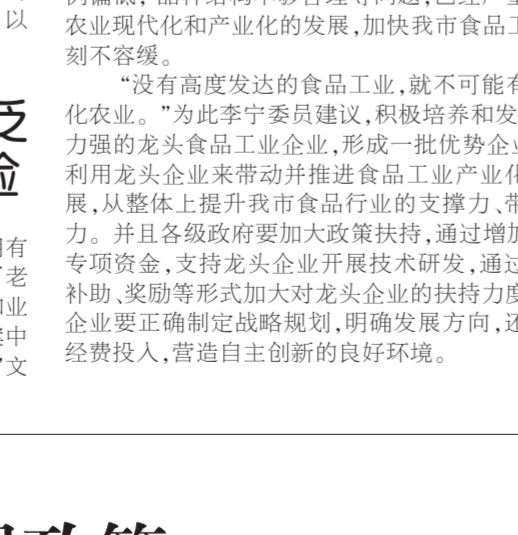 以
乏
有
老
业
中
文
农业现代化和产业化的发展,加快我市食品工
刻不容缓。
“没有高度发达的食品工业,就不可能有
化农业。”为此李宁委员建议,积极培养和发
力强的龙头食品工业企业,形成一批优势企业
利用龙头企业来带动并推进食品工业产业化
展,从整体上提升我市食品行业的支撑力、带
力。并且各级政府要加大政策扶持,通过增加
专项资金,支持龙头企业开展技术研发,通过
补助、奖励等形式加大对龙头企业的扶持力度
企业要正确制定战略规划,明确发展方向,还
经费投入,营造自主创新的良好环境。